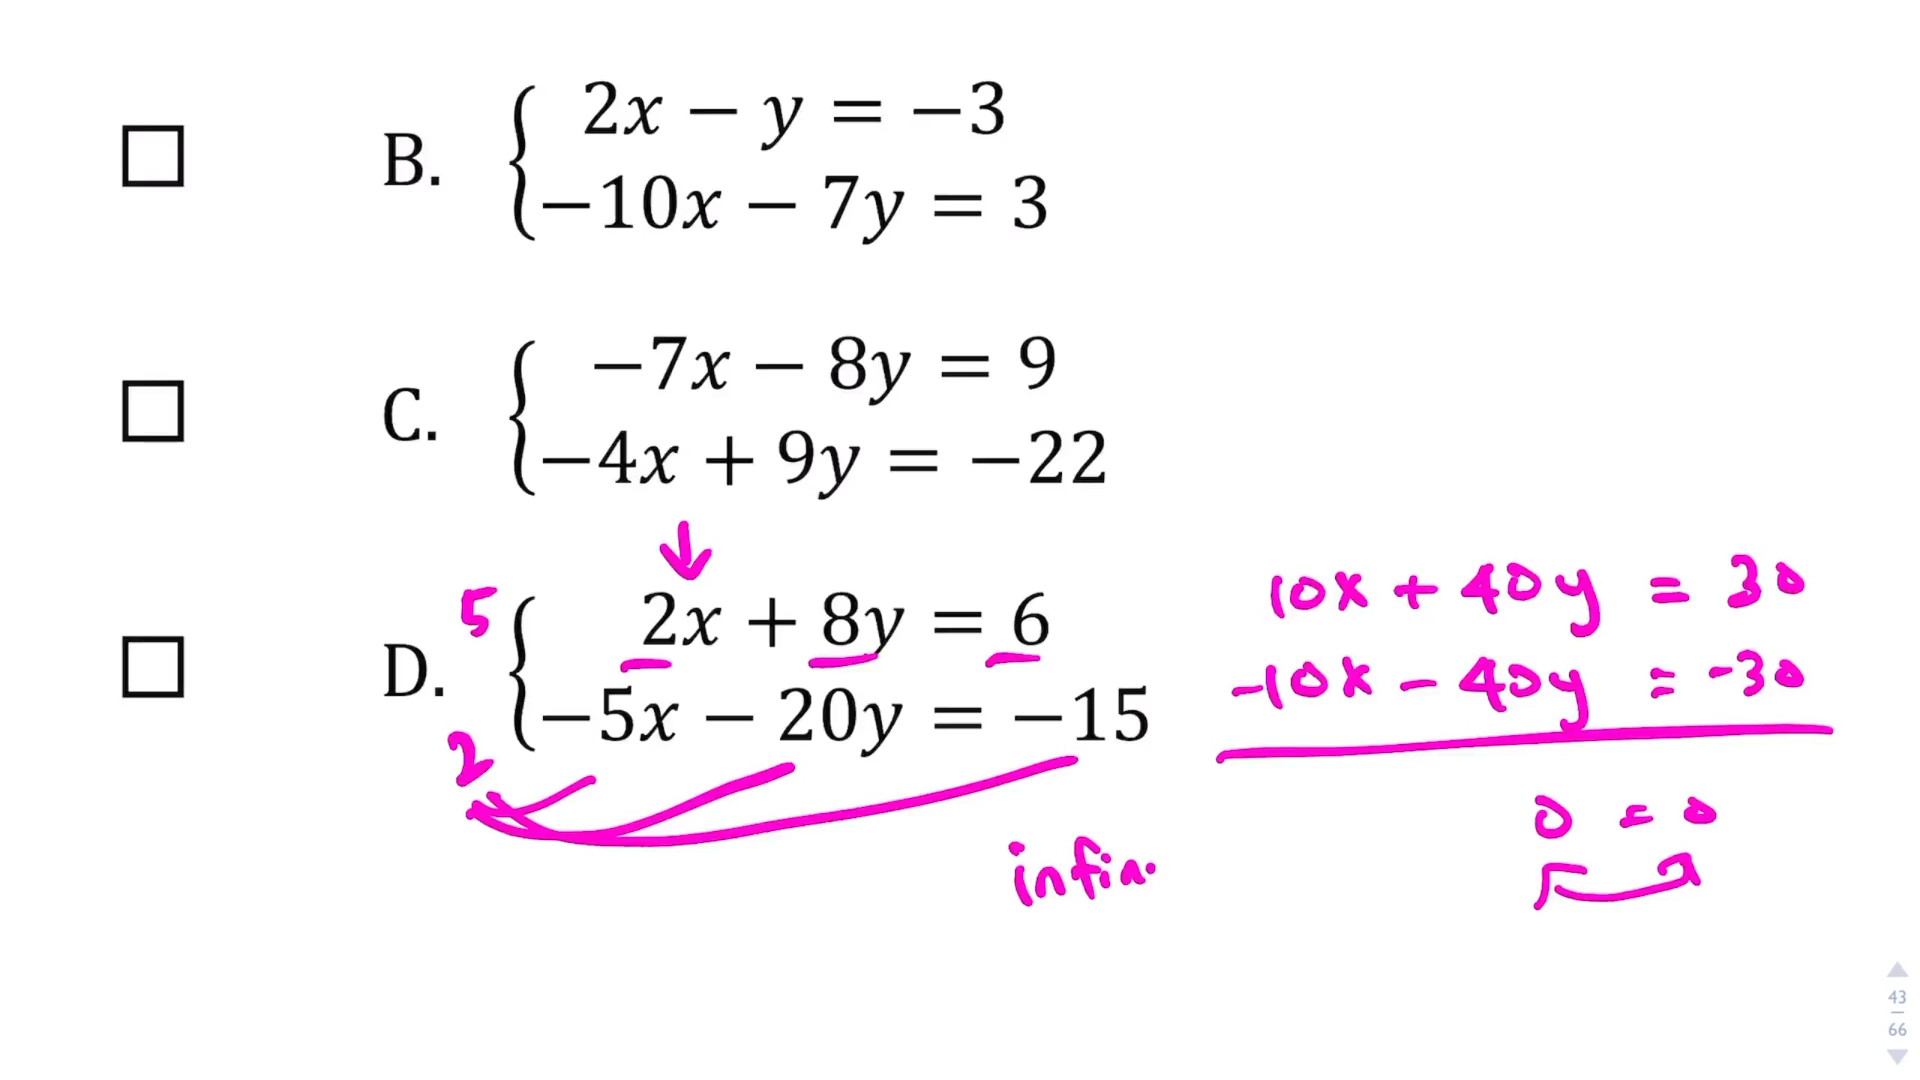 B. 2x − y = −3
−10x − 7y = 3
C. −7x − 8y = 9
−4x + 9y = −22
5
D. 2x + 8y = 6
−5x − 20y = −15
2
10x + 40y = 30
-10x - 40y = -30
0 = 0
infin
43
66